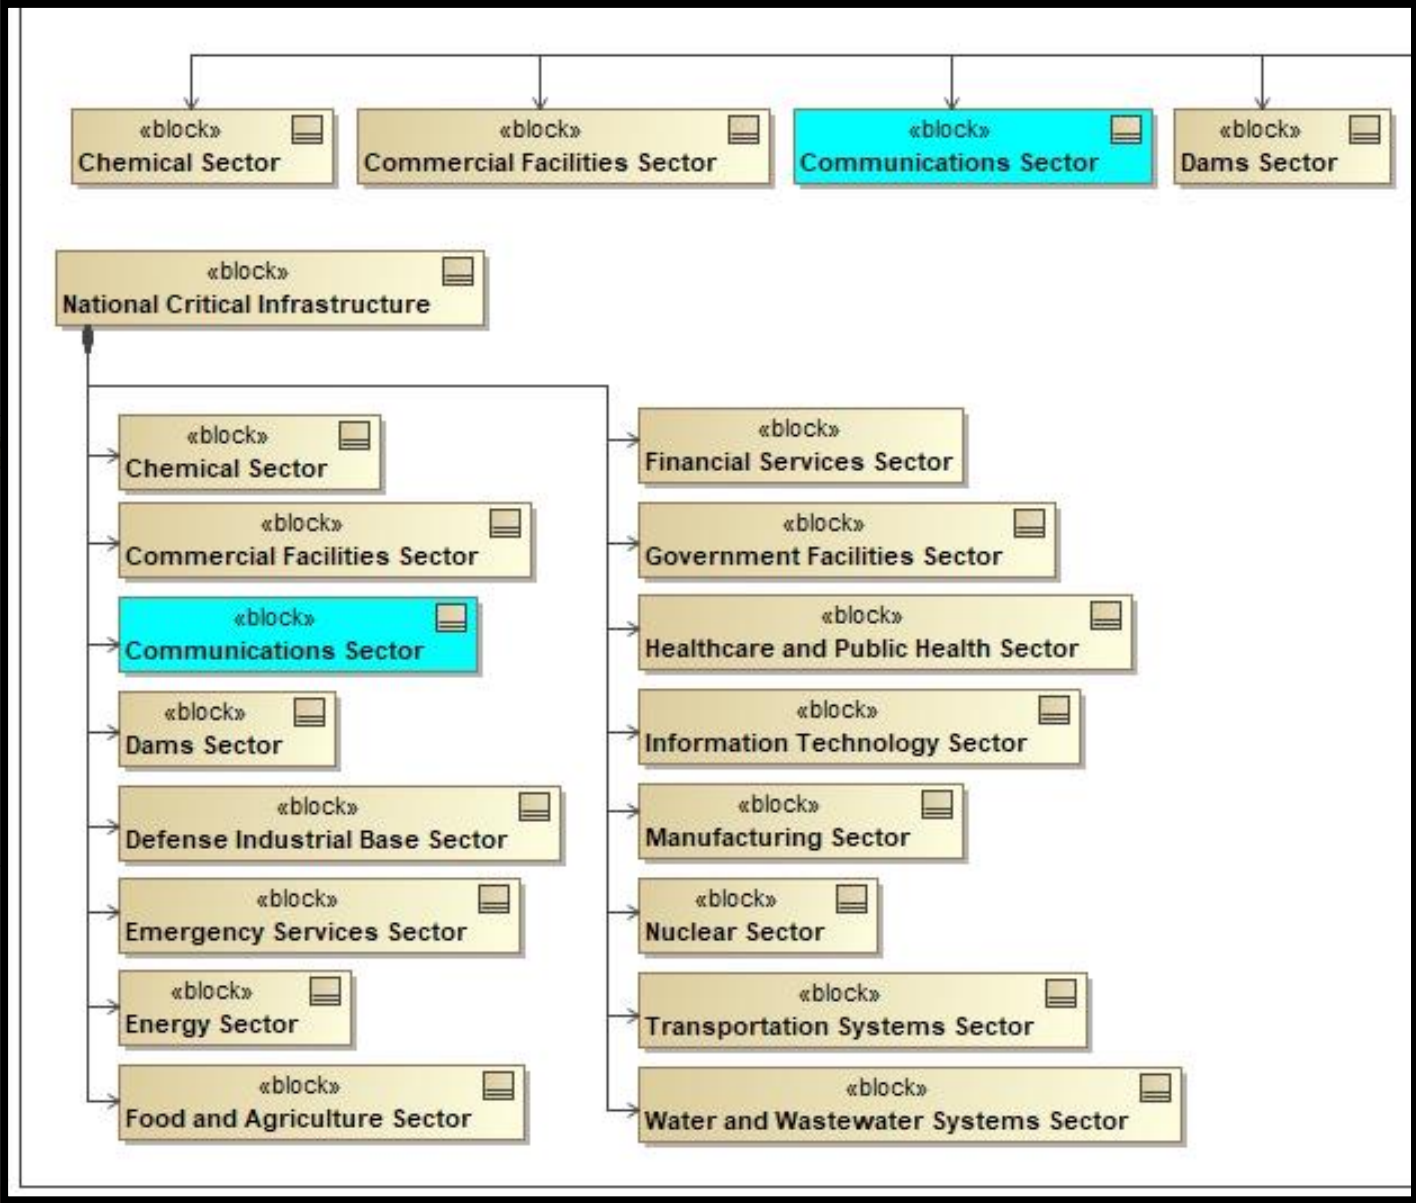 «block»
Chemical Sector
«block»
Commercial Facilities Sector
«block»
Communications Sector
«block»
Dams Sector
«block»
National Critical Infrastructure
«block»
Chemical Sector
«block»
Commercial Facilities Sector
«block»
Communications Sector
«block»
Dams Sector
«block»
Defense Industrial Base Sector
«block»
Emergency Services Sector
«block»
Energy Sector
«block»
Food and Agriculture Sector
«block»
Financial Services Sector
«block»
Government Facilities Sector
«block»
Healthcare and Public Health Sector
«block»
Information Technology Sector
«block»
Manufacturing Sector
«block»
Nuclear Sector
«block»
Transportation Systems Sector
«block»
Water and Wastewater Systems Sector